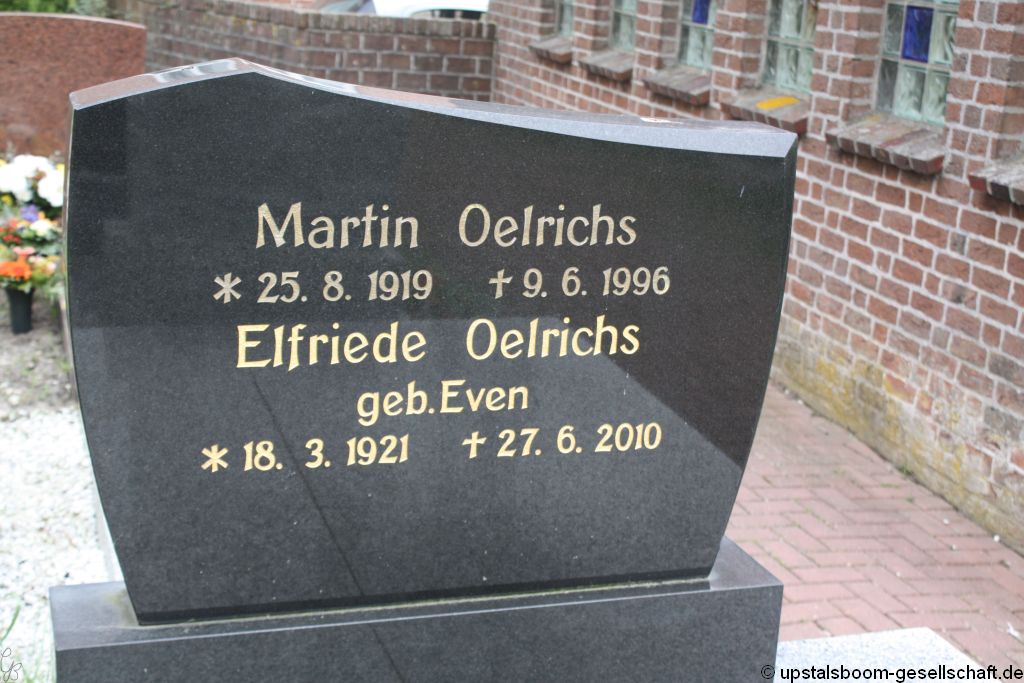 Martin Oelrichs
* 25. 8. 1919 † 9. 6. 1996
Elfriede Oelrichs
geb. Even
* 18. 3. 1921 † 27. 6. 2010
© upstalsboom-gesellschaft.de